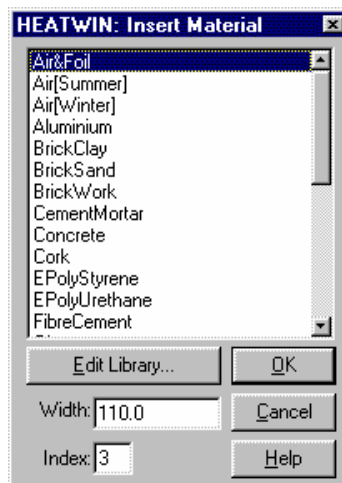 HEATWIN: Insert Material
Air&Foil
Air[Summer]
Air[Winter]
Aluminium
BrickClay
BrickSand
BrickWork
CementMortar
Concrete
Cork
EPolyStyrene
EPolyUrethane
FibreCement
Edit Library... OK
Width: 110.0 Cancel
Index: 3 Help